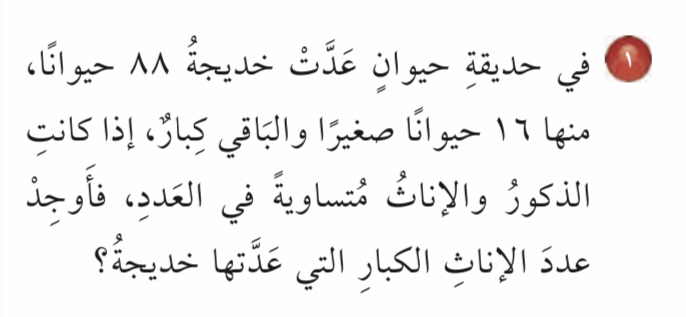 ١ في حديقةِ حيوانٍ عَدَّتْ خديجةُ ٨٨ حيوانًا،
منها ١٦ حيوانًا صغيرًا والبَاقي كِبارٌ، إذا كانتِ
الذكورُ والإناثُ مُتساويةً في العَددِ، فأَوجِدْ
عددَ الإناثِ الكبارِ التي عَدَّتها خديجةُ؟